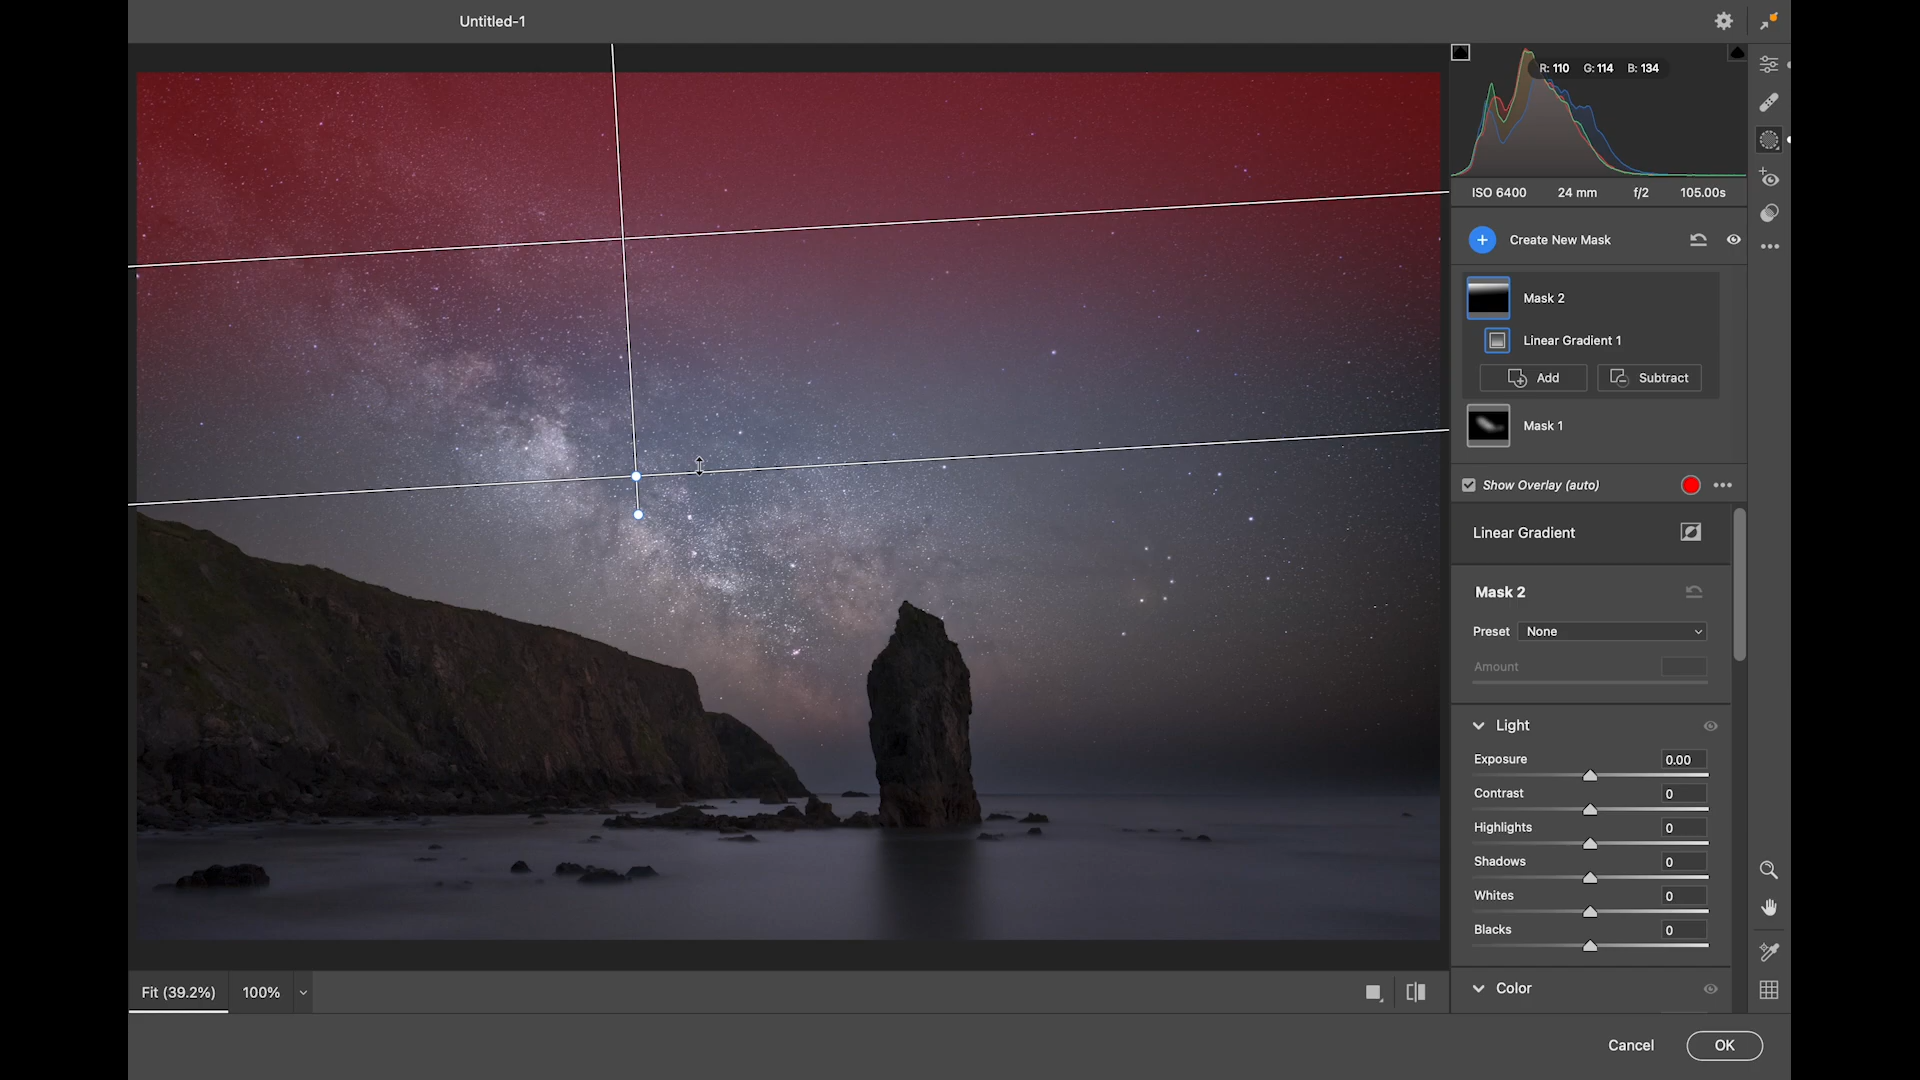 Untitled-1
R: 110 G: 114 B: 134
ISO 6400 24 mm f/2 105.00s
Create New Mask
Mask 2
Linear Gradient 1
Add Subtract
Mask 1
Show Overlay (auto)
Linear Gradient
Mask 2
Preset None
Amount
Light
Exposure 0.00
Contrast 0
Highlights 0
Shadows 0
Whites 0
Blacks 0
Color
Fit (39.2%) 100%
Cancel OK